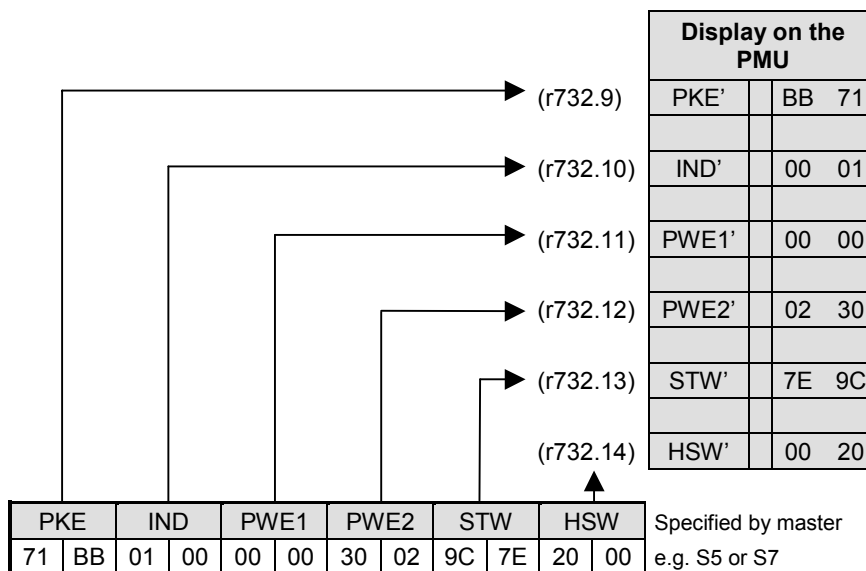 Display on the
PMU
(r732.9) PKE’ BB 71
(r732.10) IND’ 00 01
(r732.11) PWE1’ 00 00
(r732.12) PWE2’ 02 30
(r732.13) STW’ 7E 9C
(r732.14) HSW’ 00 20
PKE IND PWE1 PWE2 STW HSW Specified by master
71 BB 01 00 00 00 30 02 9C 7E 20 00 e.g. S5 or S7